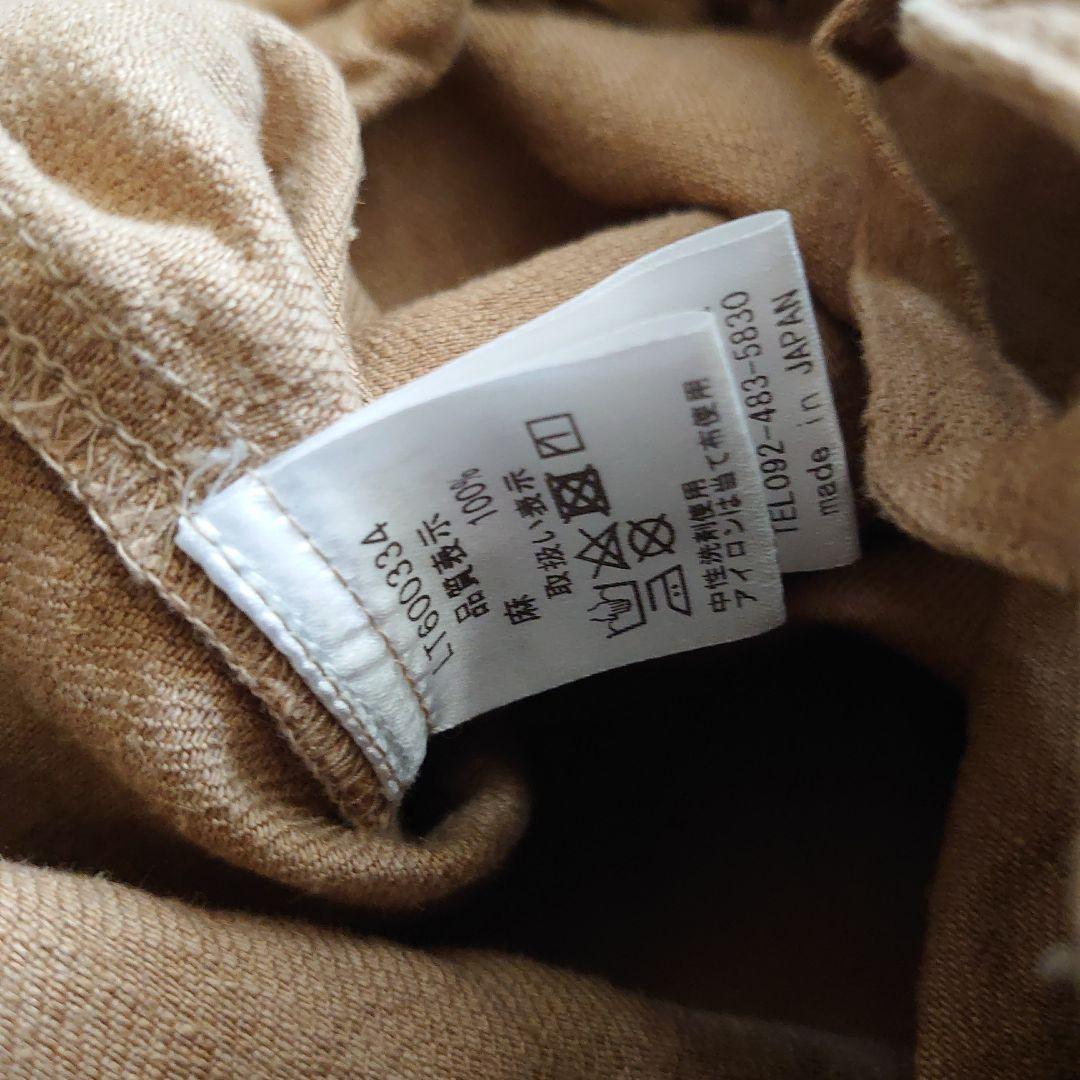 LT600334
品質表示
麻 100%
取扱い表示
中性洗剤使用
アイロンは当て布使用
TEL092-483-5830
made in JAPAN